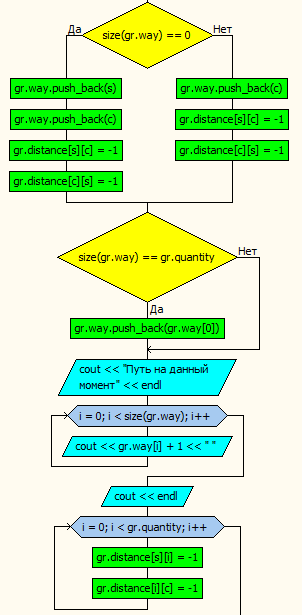 Да
Нет
size(gr.way) == 0
gr.way.push_back(s)
gr.way.push_back(c)
gr.way.push_back(c)
gr.distance[s][c] = -1
gr.distance[s][c] = -1
gr.distance[c][s] = -1
gr.distance[c][s] = -1
Нет
size(gr.way) == gr.quantity
Да
gr.way.push_back(gr.way[0])
cout << "Путь на данный
момент" << endl
i = 0; i < size(gr.way); i++
cout << gr.way[i] + 1 << " "
cout << endl
i = 0; i < gr.quantity; i++
gr.distance[s][i] = -1
gr.distance[i][c] = -1